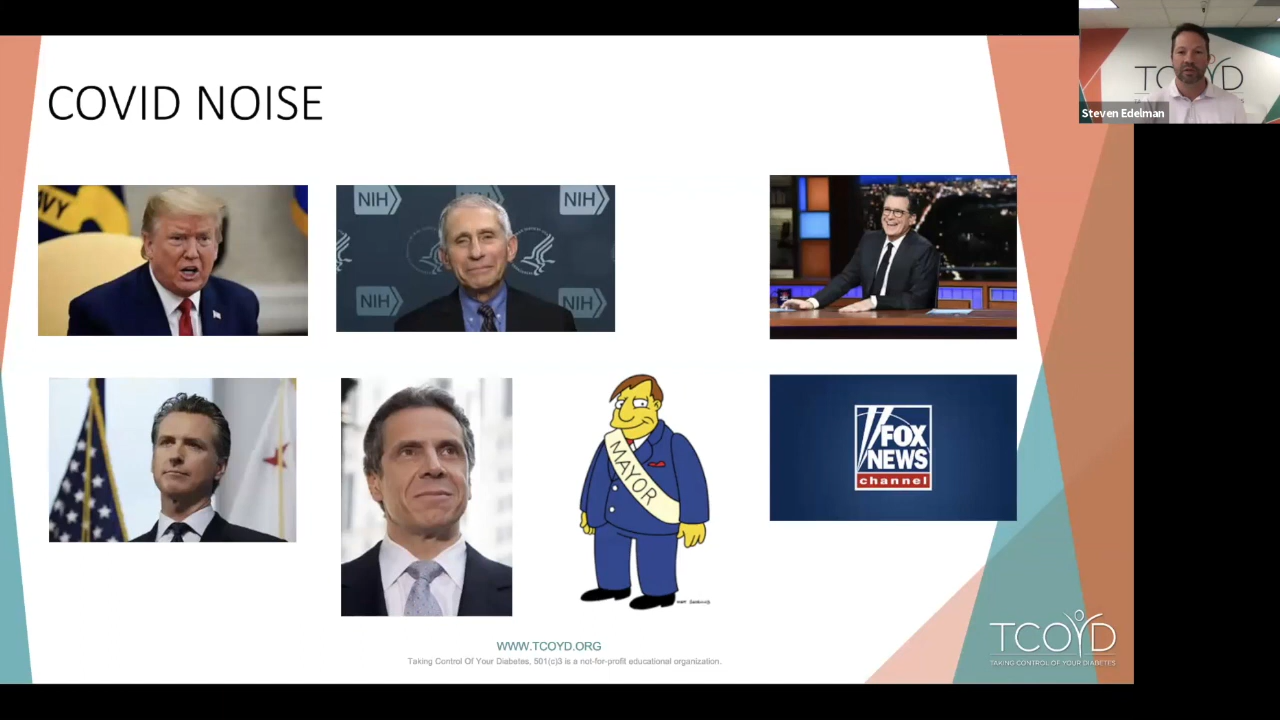 COVID NOISE
TCOYD
Steven Edelman
NAVY
NIH
NIH
NIH
NIH
MAYOR
FOX
NEWS
channel
WWW.TCOYD.ORG
Taking Control Of Your Diabetes, 501(c)3 is a not-for-profit educational organization.
TCOYD
TAKING CONTROL OF YOUR DIABETES